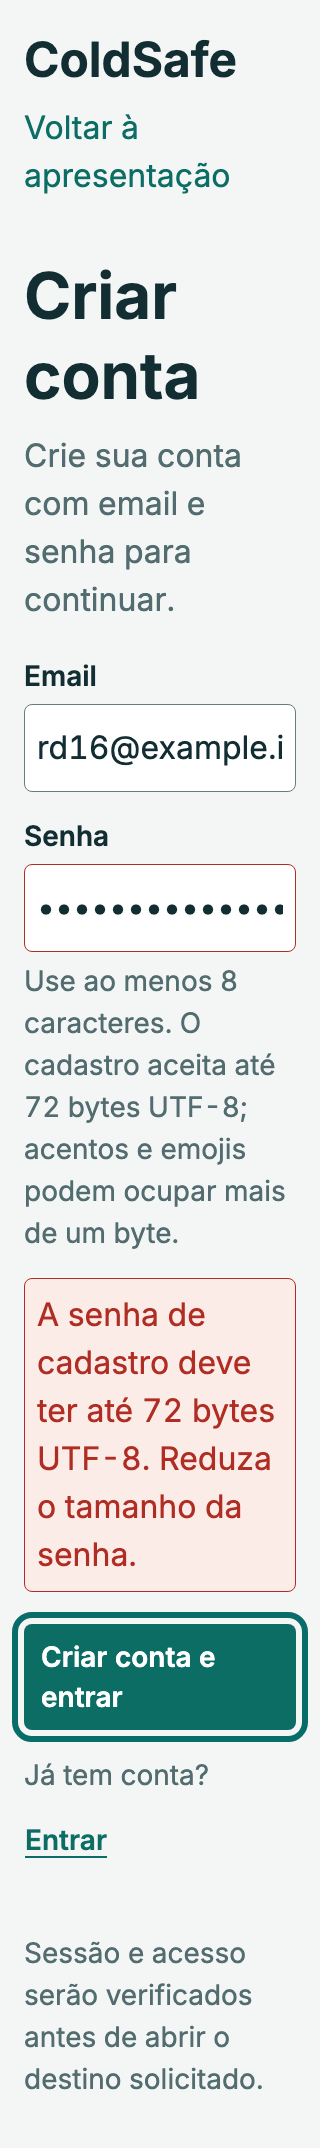 ColdSafe
Voltar à
apresentação
Criar
conta
Crie sua conta
com email e
senha para
continuar.
Email
rd16@example.i
Senha
••••••••••••••
Use ao menos 8
caracteres. O
cadastro aceita até
72 bytes UTF-8;
acentos e emojis
podem ocupar mais
de um byte.
A senha de
cadastro deve
ter até 72 bytes
UTF-8. Reduza
o tamanho da
senha.
Criar conta e
entrar
Já tem conta?
Entrar
Sessão e acesso
serão verificados
antes de abrir o
destino solicitado.